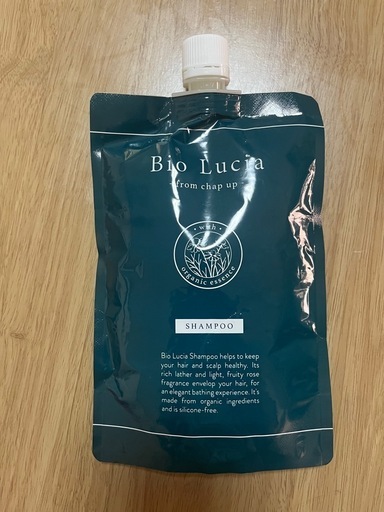 Bio Lucia
from chap up
with
organic essence
SHAMPOO
Bio Lucia Shampoo helps to keep
your hair and scalp healthy. Its
rich lather and light, fruity rose
fragrance envelop your hair, for
an elegant bathing experience. It's
made from organic ingredients
and is silicone-free.